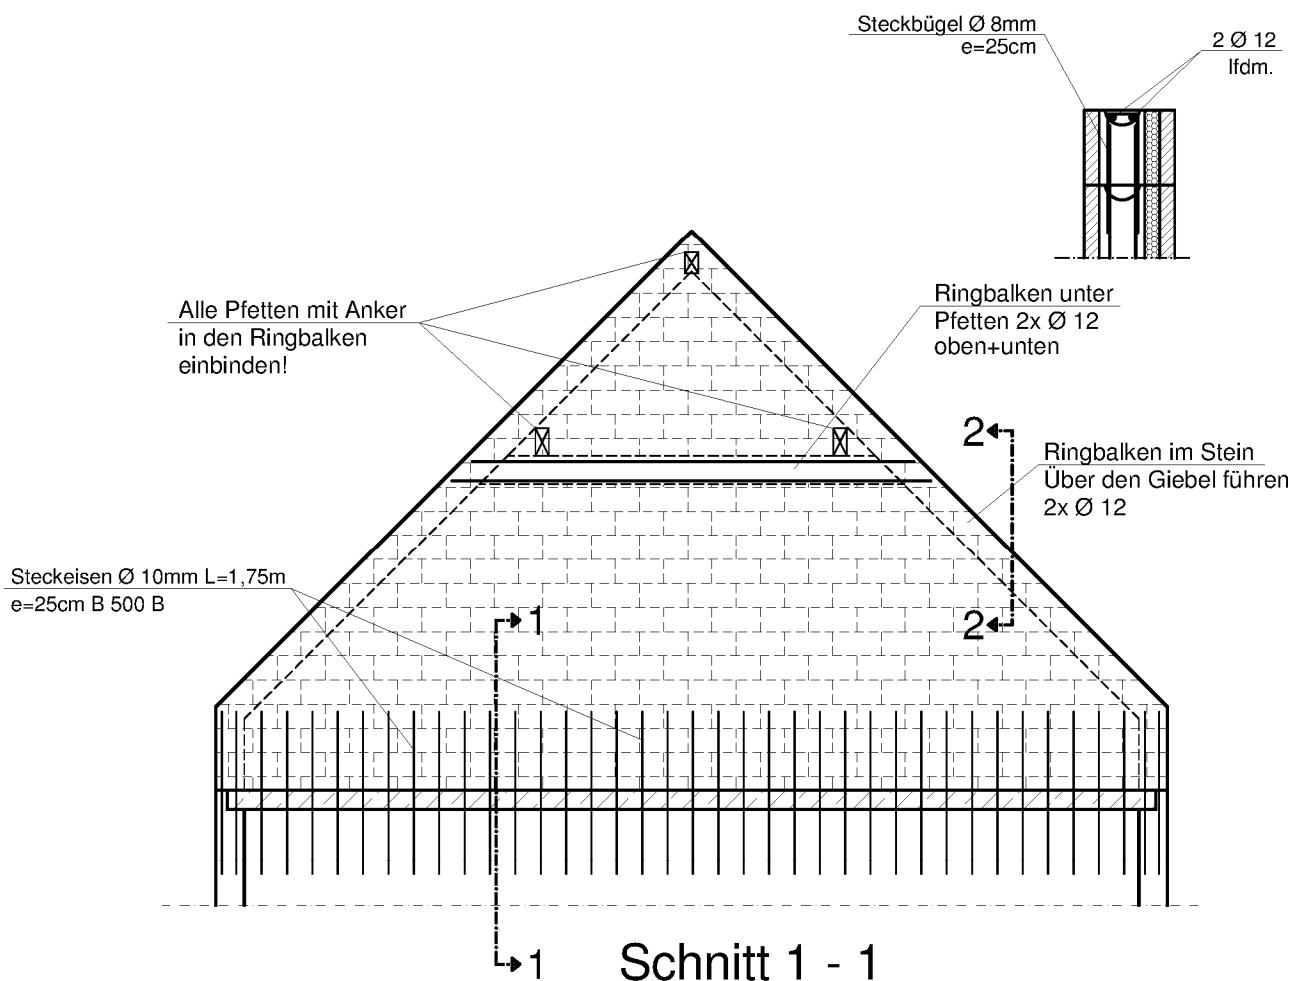 Steckbügel Ø 8mm
e=25cm
2 Ø 12
lfdm.
Alle Pfetten mit Anker
in den Ringbalken
einbinden!
Ringbalken unter
Pfetten 2x Ø 12
oben+unten
2
Ringbalken im Stein
Über den Giebel führen
2x Ø 12
Steckeisen Ø 10mm L=1,75m
e=25cm B 500 B
1
2
1
Schnitt 1 - 1